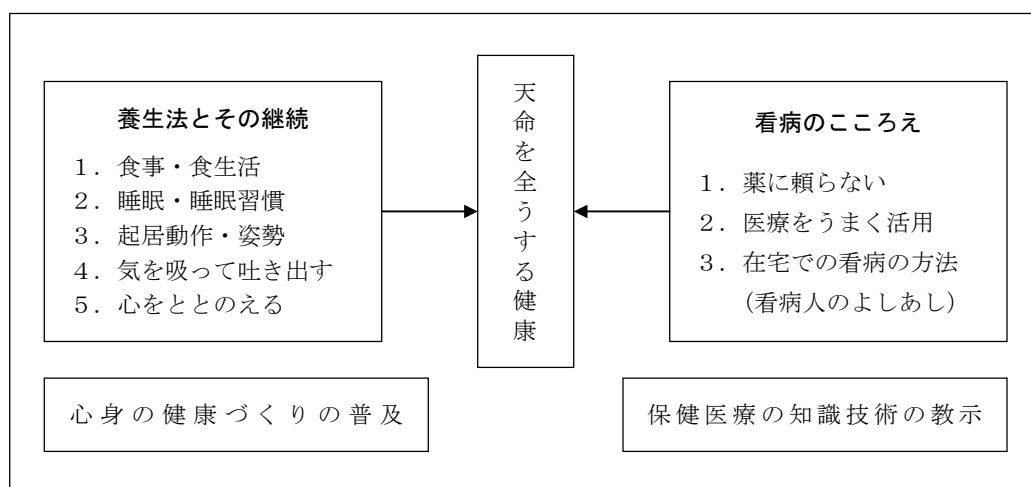 養生法とその継続
１．食事・食生活
２．睡眠・睡眠習慣
３．起居動作・姿勢
４．気を吸って吐き出す
５．心をととのえる
天命を全うする健康
看病のこころえ
１．薬に頼らない
２．医療をうまく活用
３．在宅での看病の方法
（看病人のよしあし）
心身の健康づくりの普及
保健医療の知識技術の教示